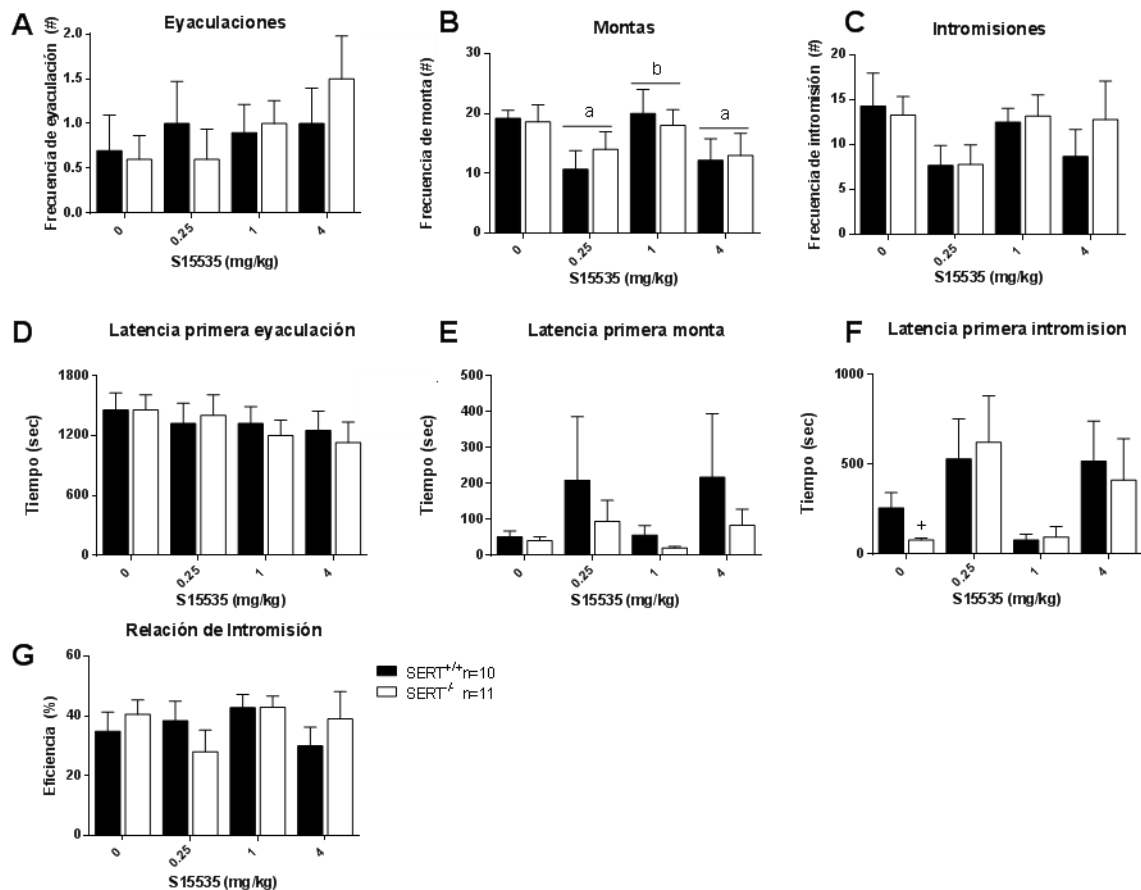 A
Eyaculaciones
Frecuencia de eyaculación (#)
2.0
1.5
1.0
0.5
0.0
0
0.25
1
4
S15535 (mg/kg)
B
Montas
Frecuencia de monta (#)
30
20
10
0
a
b
a
0
0.25
1
4
S15535 (mg/kg)
C
Intromisiones
Frecuencia de intromisión (#)
20
15
10
5
0
0
0.25
1
4
S15535 (mg/kg)
D
Latencia primera eyaculación
Tiempo (sec)
1800
1200
600
0
0
0.25
1
4
S15535 (mg/kg)
E
Latencia primera monta
Tiempo (sec)
500
400
300
200
100
0
0
0.25
1
4
S15535 (mg/kg)
F
Latencia primera intromision
Tiempo (sec)
1000
500
0
+
0
0.25
1
4
S15535 (mg/kg)
G
Relación de Intromisión
Eficiencia (%)
60
40
20
0
0
0.25
1
4
S15535 (mg/kg)
SERT+/+ n=10
SERT-/- n=11